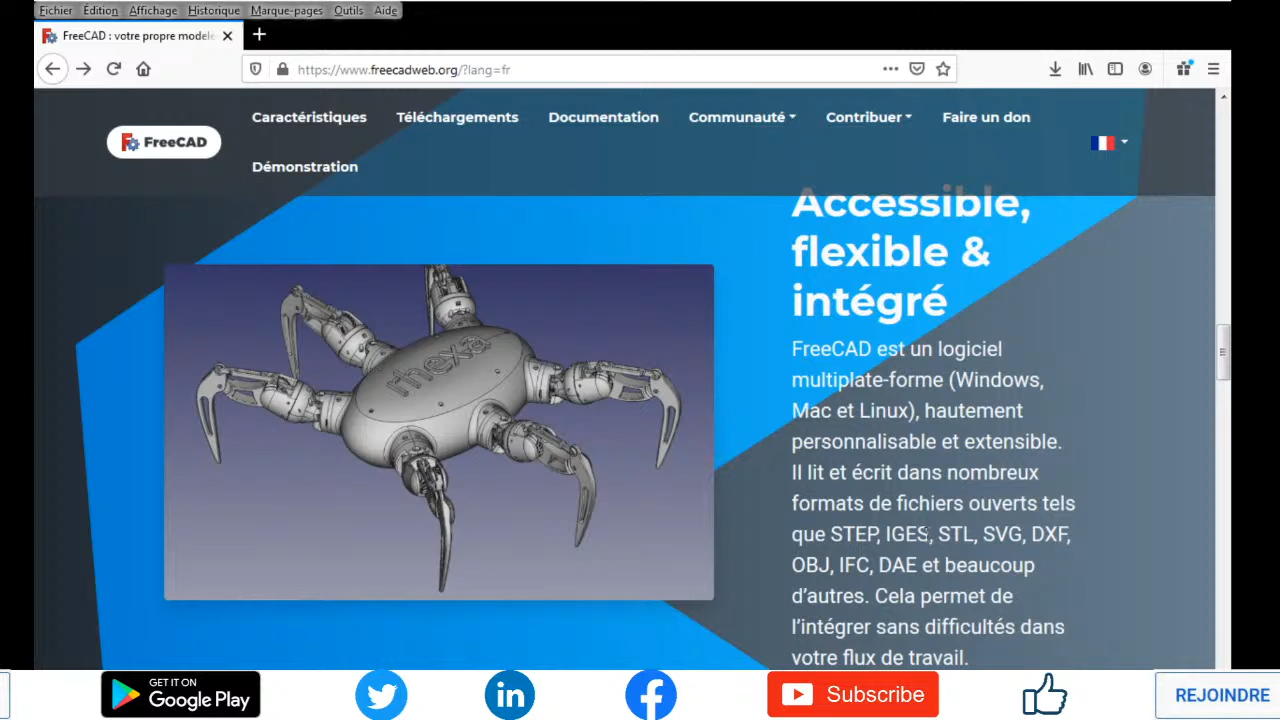 Fichier Édition Affichage Historique Marque-pages Outils Aide
FreeCAD : votre propre modele
https://www.freecadweb.org/?lang=fr
FreeCAD
Caractéristiques Téléchargements Documentation Communauté Contribuer Faire un don
Démonstration
Accessible,
flexible &
intégré
rhexa
FreeCAD est un logiciel
multiplate-forme (Windows,
Mac et Linux), hautement
personnalisable et extensible.
Il lit et écrit dans nombreux
formats de fichiers ouverts tels
que STEP, IGES, STL, SVG, DXF,
OBJ, IFC, DAE et beaucoup
d'autres. Cela permet de
l'intégrer sans difficultés dans
votre flux de travail.
GET IT ON
Google Play
Subscribe
REJOINDRE